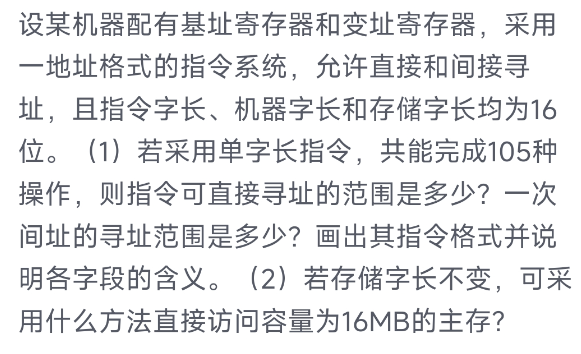 设某机器配有基址寄存器和变址寄存器，采用
一地址格式的指令系统，允许直接和间接寻
址，且指令字长、机器字长和存储字长均为16
位。（1）若采用单字长指令，共能完成105种
操作，则指令可直接寻址的范围是多少？一次
间址的寻址范围是多少？画出其指令格式并说
明各字段的含义。（2）若存储字长不变，可采
用什么方法直接访问容量为16MB的主存？